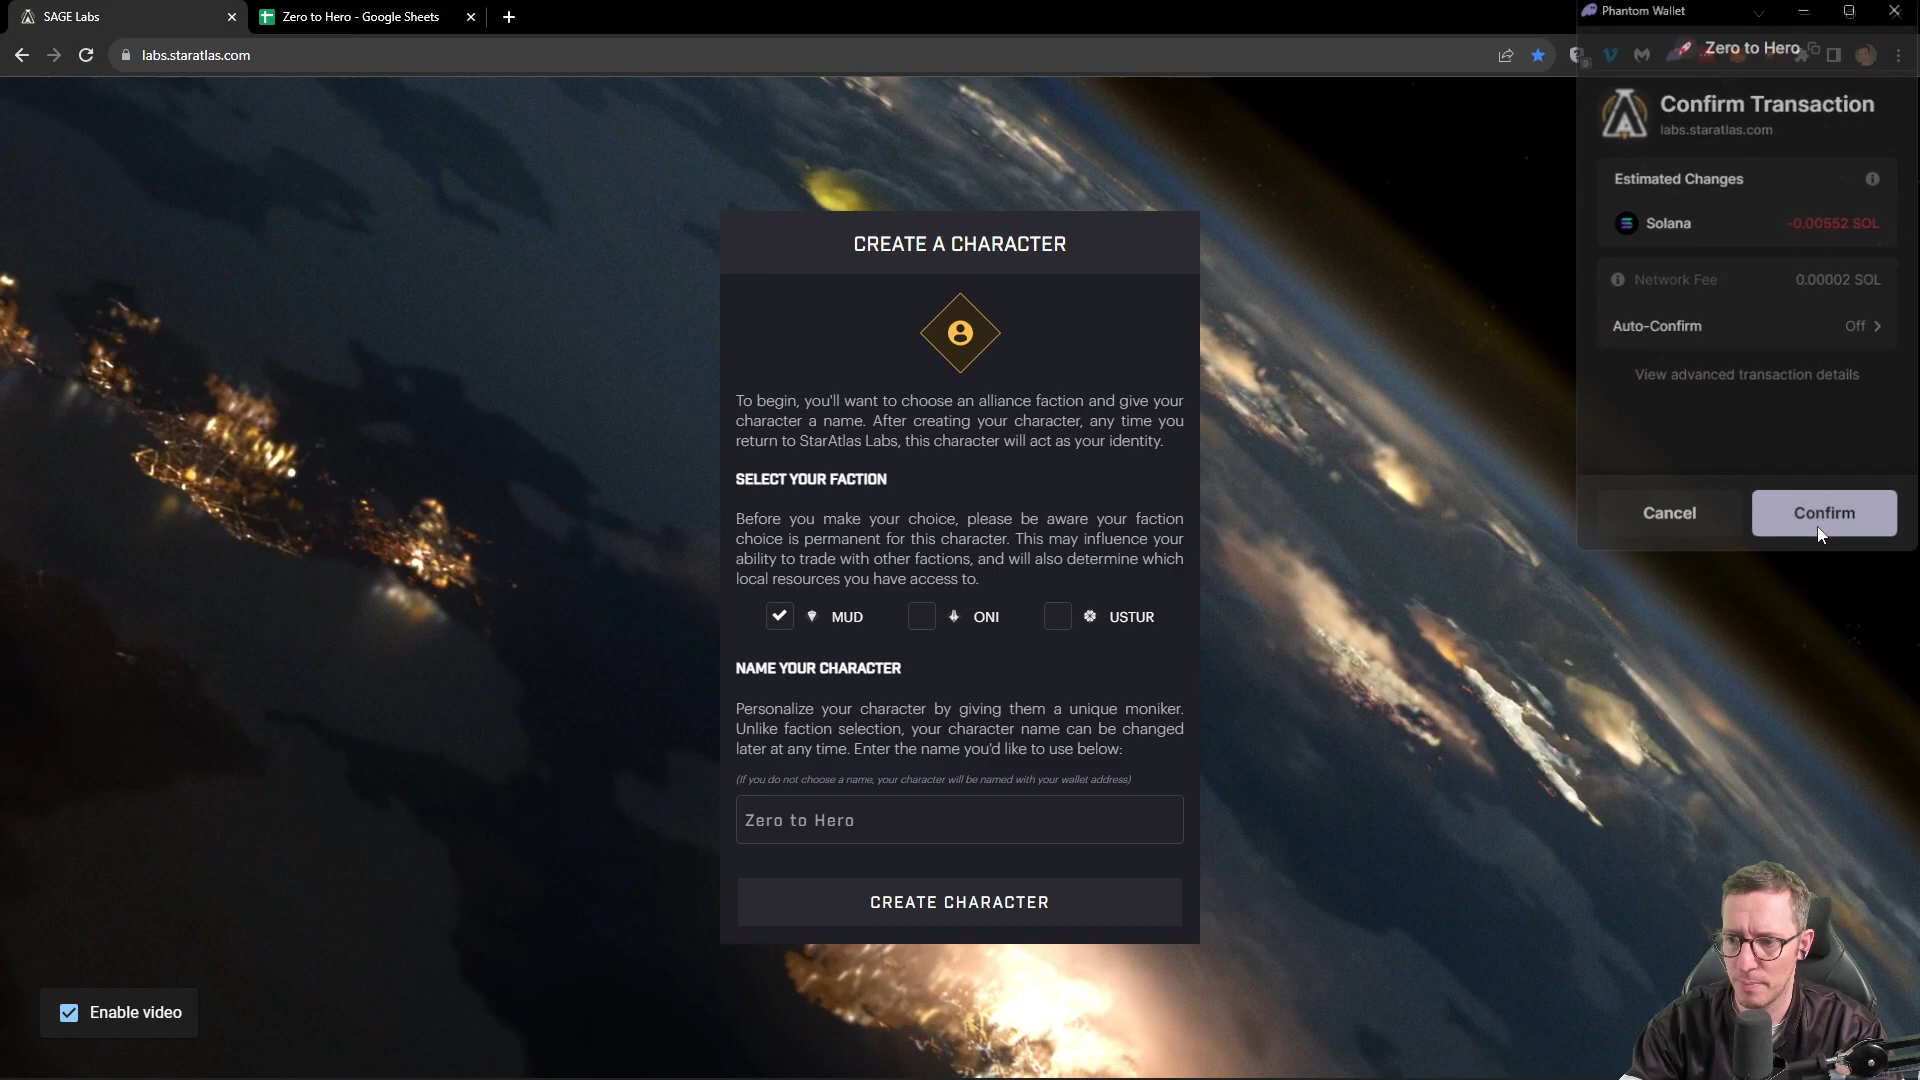 SAGE Labs
Zero to Hero - Google Sheets
labs.staratlas.com
Phantom Wallet
Zero to Hero
Confirm Transaction
labs.staratlas.com
Estimated Changes
Solana
-0.00552 SOL
Network Fee
0.00002 SOL
Auto-Confirm
Off
View advanced transaction details
Cancel
Confirm
CREATE A CHARACTER
To begin, you'll want to choose an alliance faction and give your
character a name. After creating your character, any time you
return to StarAtlas Labs, this character will act as your identity.
SELECT YOUR FACTION
Before you make your choice, please be aware your faction
choice is permanent for this character. This may influence your
ability to trade with other factions, and will also determine which
local resources you have access to.
MUD
ONI
USTUR
NAME YOUR CHARACTER
Personalize your character by giving them a unique moniker.
Unlike faction selection, your character name can be changed
later at any time. Enter the name you'd like to use below:
(If you do not choose a name, your character will be named with your wallet address)
Zero to Hero
CREATE CHARACTER
Enable video